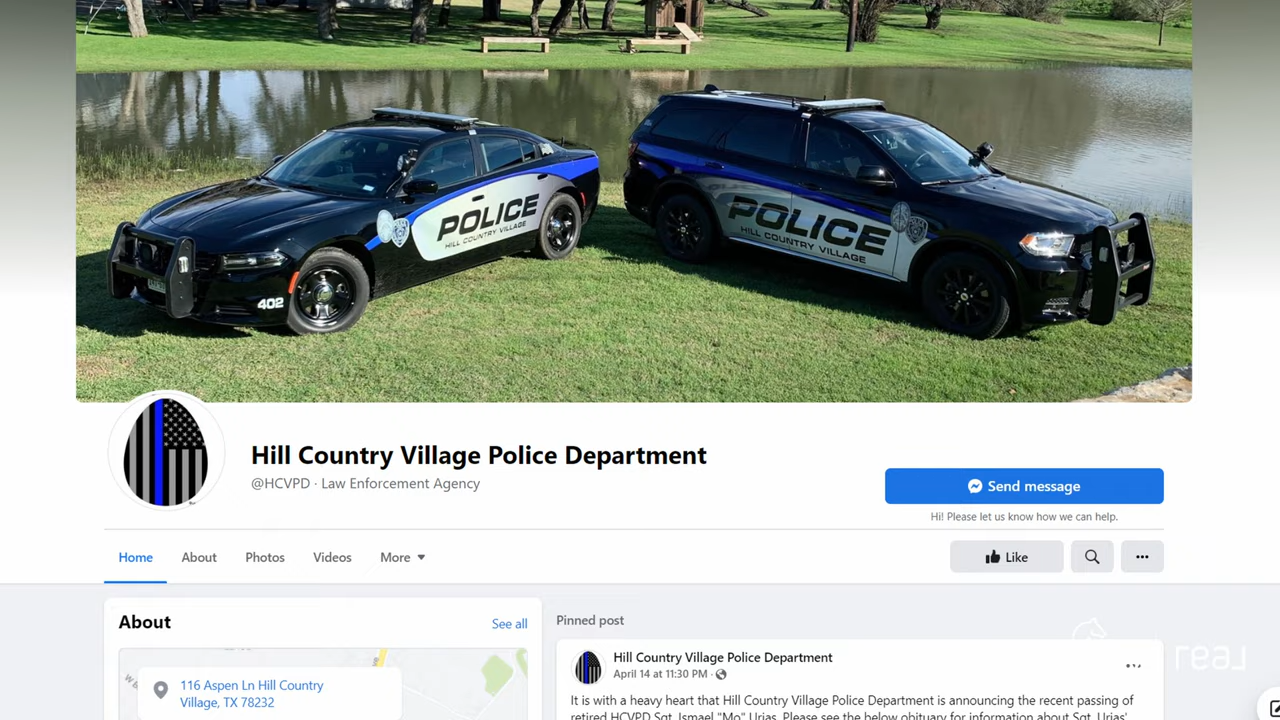 POLICE
HILL COUNTRY VILLAGE
402
POLICE
HILL COUNTRY VILLAGE
Hill Country Village Police Department
@HCVPD · Law Enforcement Agency
Send message
Hi! Please let us know how we can help.
Home
About
Photos
Videos
More
Like
About
See all
116 Aspen Ln Hill Country
Village, TX 78232
Pinned post
Hill Country Village Police Department
April 14 at 11:30 PM ·
It is with a heavy heart that Hill Country Village Police Department is announcing the recent passing of
retired HCVPD Sgt. Ismael "Mo" Urias. Please see the below obituary for information about Sgt. Urias'
real